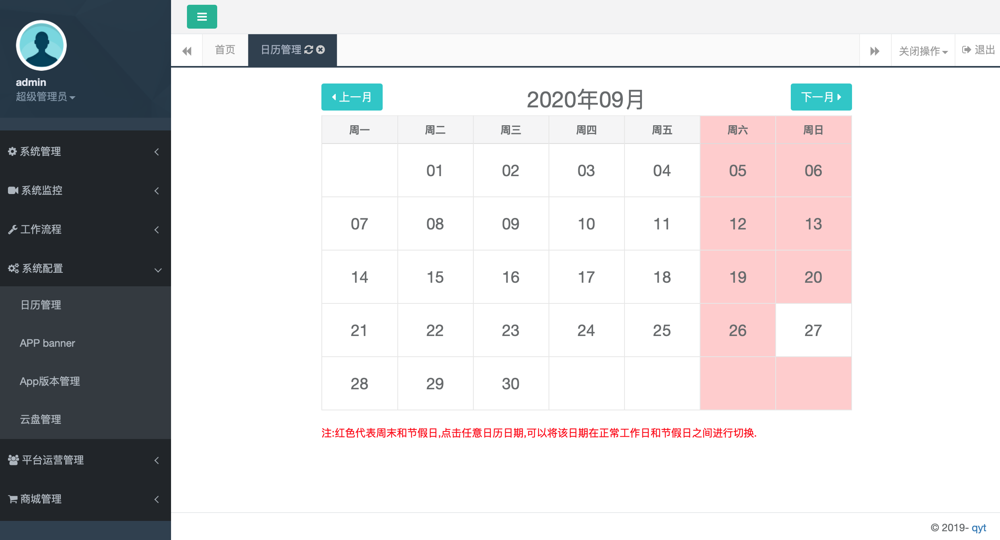 admin
超级管理员
系统管理
系统监控
工作流程
系统配置
日历管理
APP banner
App版本管理
云盘管理
平台运营管理
商城管理
首页 日历管理 关闭操作 退出
上一月 2020年09月 下一月
周一 周二 周三 周四 周五 周六 周日
01 02 03 04 05 06
07 08 09 10 11 12 13
14 15 16 17 18 19 20
21 22 23 24 25 26 27
28 29 30
注:红色代表周末和节假日,点击任意日历日期,可以将该日期在正常工作日和节假日之间进行切换.
© 2019- qyt